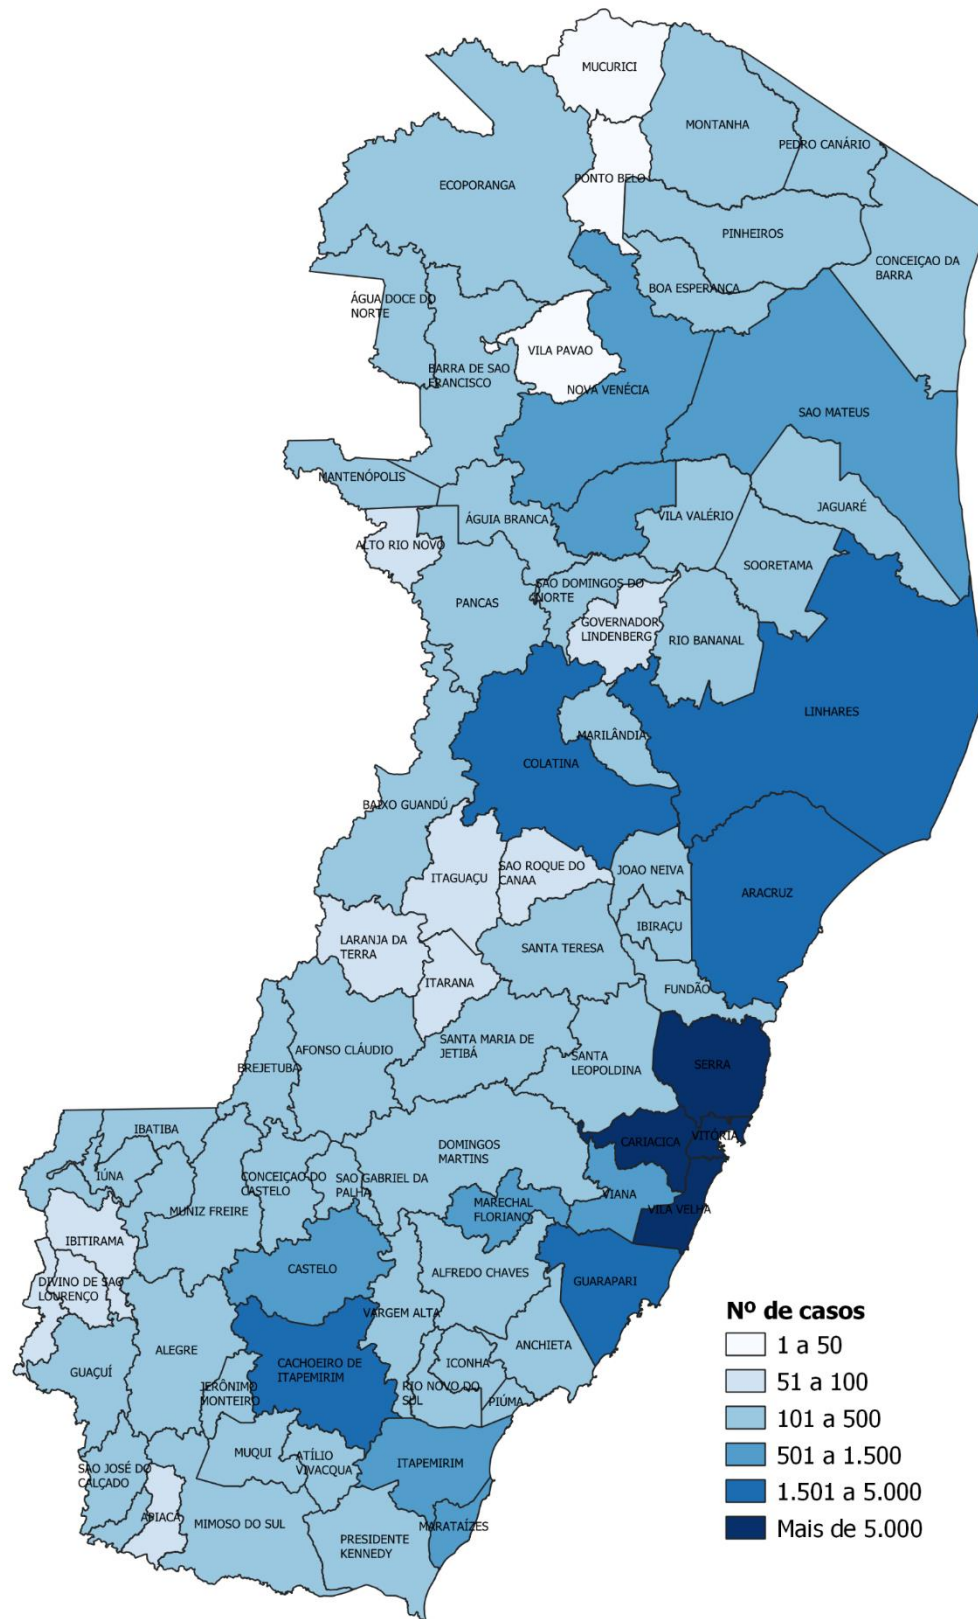 MUCURICI
MONTANHA
PEDRO CANÁRIO
PONTO BELO
ECOPORANGA
PINHEIROS
CONCEIÇAO DA
BARRA
BOA ESPERANÇA
ÁGUA DOCE DO
NORTE
VILA PAVAO
BARRA DE SAO
FRANCISCO
NOVA VENÉCIA
SAO MATEUS
MANTENÓPOLIS
JAGUARÉ
VILA VALÉRIO
ÁGUIA BRANCA
ALTO RIO NOVO
SOORETAMA
SAO DOMINGOS DO
NORTE
PANCAS
GOVERNADOR
LINDENBERG
RIO BANANAL
LINHARES
MARILÂNDIA
COLATINA
BAIXO GUANDÚ
SAO ROQUE DO
CANAA
ITAGUAÇU
JOAO NEIVA
ARACRUZ
IBIRAÇU
LARANJA DA
TERRA
SANTA TERESA
ITARANA
FUNDÃO
SANTA MARIA DE
JETIBÁ
AFONSO CLÁUDIO
BREJETUBA
SANTA
LEOPOLDINA
SERRA
IBATIBA
DOMINGOS
MARTINS
CARIACICA
VITÓRIA
IÚNA
CONCEIÇAO DO
CASTELO
SAO GABRIEL DA
PALHA
MUNIZ FREIRE
MARECHAL
FLORIANO
VIANA
VILA VELHA
IBITIRAMA
CASTELO
ALFREDO CHAVES
GUARAPARI
DIVINO DE SAO
LOURENÇO
VARGEM ALTA
ANCHIETA
ALEGRE
GUAÇUÍ
CACHOEIRO DE
ITAPEMIRIM
ICONHA
JERÔNIMO
MONTEIRO
RIO NOVO DO
SUL
PIÚMA
MUQUI
ATÍLIO
VIVACQUA
ITAPEMIRIM
SAO JOSÉ DO
CALÇADO
APIACÁ
MIMOSO DO SUL
MARATAÍZES
PRESIDENTE
KENNEDY
Nº de casos
1 a 50
51 a 100
101 a 500
501 a 1.500
1.501 a 5.000
Mais de 5.000